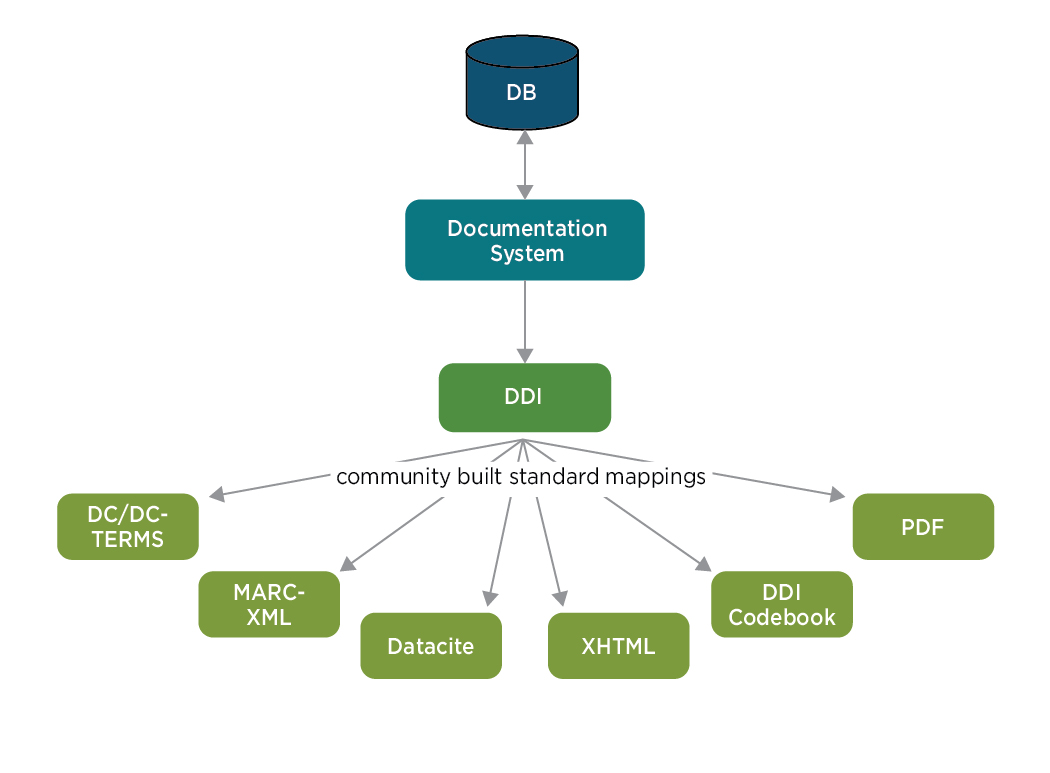 DB
Documentation
System
DDI
community built standard mappings
DC/DC-
TERMS
PDF
MARC-
XML
DDI
Codebook
Datacite
XHTML